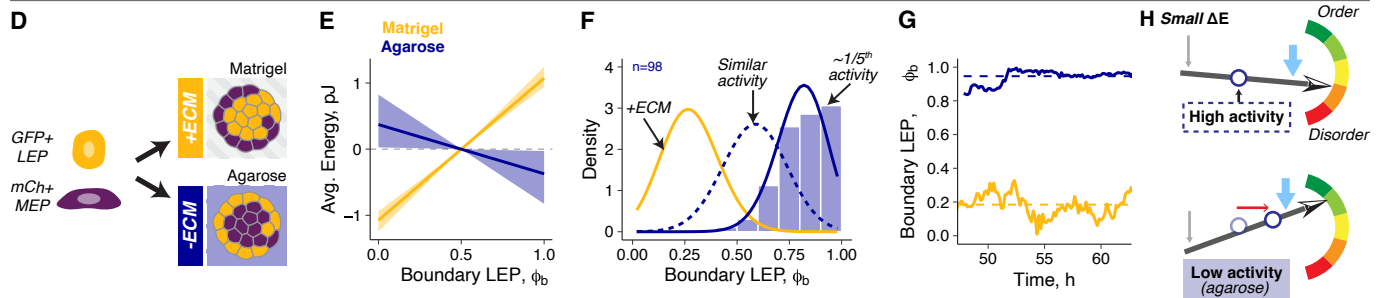 D
GFP+
LEP
mCh+
MEP
+ECM
-ECM
Matrigel
Agarose
E
Matrigel
Agarose
Avg. Energy, pJ
1
0
−1
0.0
0.5
1.0
Boundary LEP, ϕb
F
n=98
+ECM
Similar
activity
~1/5th
activity
Density
4
3
2
1
0
0.00
0.25
0.50
0.75
1.00
Boundary LEP, ϕb
G
Boundary LEP, ϕb
1.0
0.8
0.6
0.4
0.2
0.0
50
55
60
Time, h
H
Small ΔE
Order
High activity
Disorder
Low activity
(agarose)